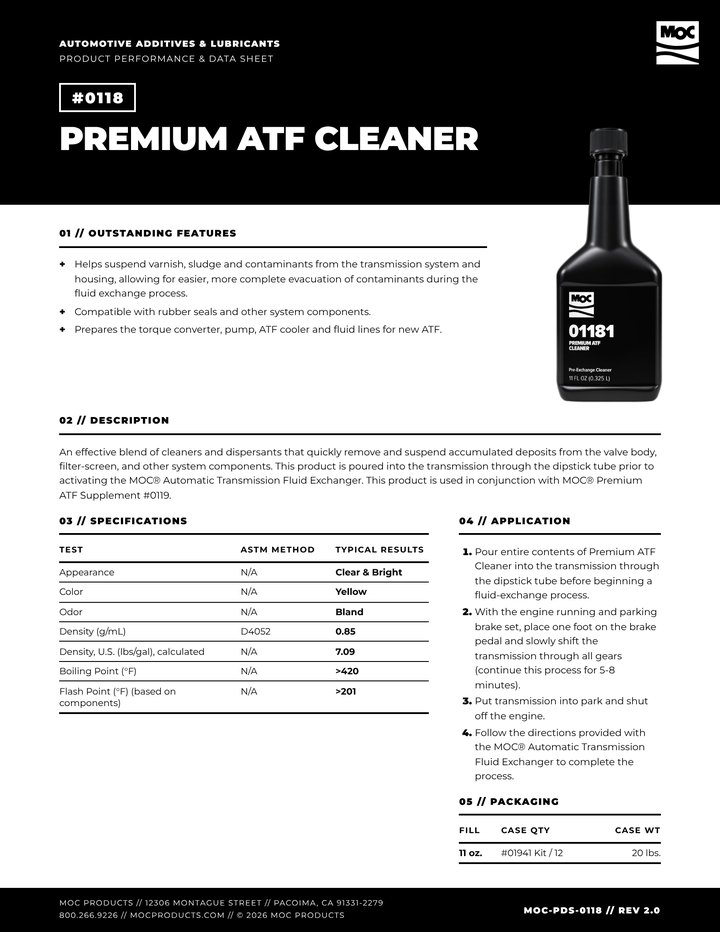 AUTOMOTIVE ADDITIVES & LUBRICANTS
PRODUCT PERFORMANCE & DATA SHEET
MOC
#0118
PREMIUM ATF CLEANER
01 // OUTSTANDING FEATURES
+ Helps suspend varnish, sludge and contaminants from the transmission system and
housing, allowing for easier, more complete evacuation of contaminants during the
fluid exchange process.
+ Compatible with rubber seals and other system components.
+ Prepares the torque converter, pump, ATF cooler and fluid lines for new ATF.
MOC
01181
PREMIUM ATF
CLEANER
Pre-Exchange Cleaner
11 FL OZ (0.325 L)
02 // DESCRIPTION
An effective blend of cleaners and dispersants that quickly remove and suspend accumulated deposits from the valve body,
filter-screen, and other system components. This product is poured into the transmission through the dipstick tube prior to
activating the MOC® Automatic Transmission Fluid Exchanger. This product is used in conjunction with MOC® Premium
ATF Supplement #0119.
03 // SPECIFICATIONS
TEST ASTM METHOD TYPICAL RESULTS
Appearance N/A Clear & Bright
Color N/A Yellow
Odor N/A Bland
Density (g/mL) D4052 0.85
Density, U.S. (lbs/gal), calculated N/A 7.09
Boiling Point (°F) N/A >420
Flash Point (°F) (based on N/A >201
components)
04 // APPLICATION
1. Pour entire contents of Premium ATF
Cleaner into the transmission through
the dipstick tube before beginning a
fluid-exchange process.
2. With the engine running and parking
brake set, place one foot on the brake
pedal and slowly shift the
transmission through all gears
(continue this process for 5-8
minutes).
3. Put transmission into park and shut
off the engine.
4. Follow the directions provided with
the MOC® Automatic Transmission
Fluid Exchanger to complete the
process.
05 // PACKAGING
FILL CASE QTY CASE WT
11 oz. #01941 Kit / 12 20 lbs.
MOC PRODUCTS // 12306 MONTAGUE STREET // PACOIMA, CA 91331-2279
800.266.9226 // MOCPRODUCTS.COM // © 2026 MOC PRODUCTS
MOC-PDS-0118 // REV 2.0